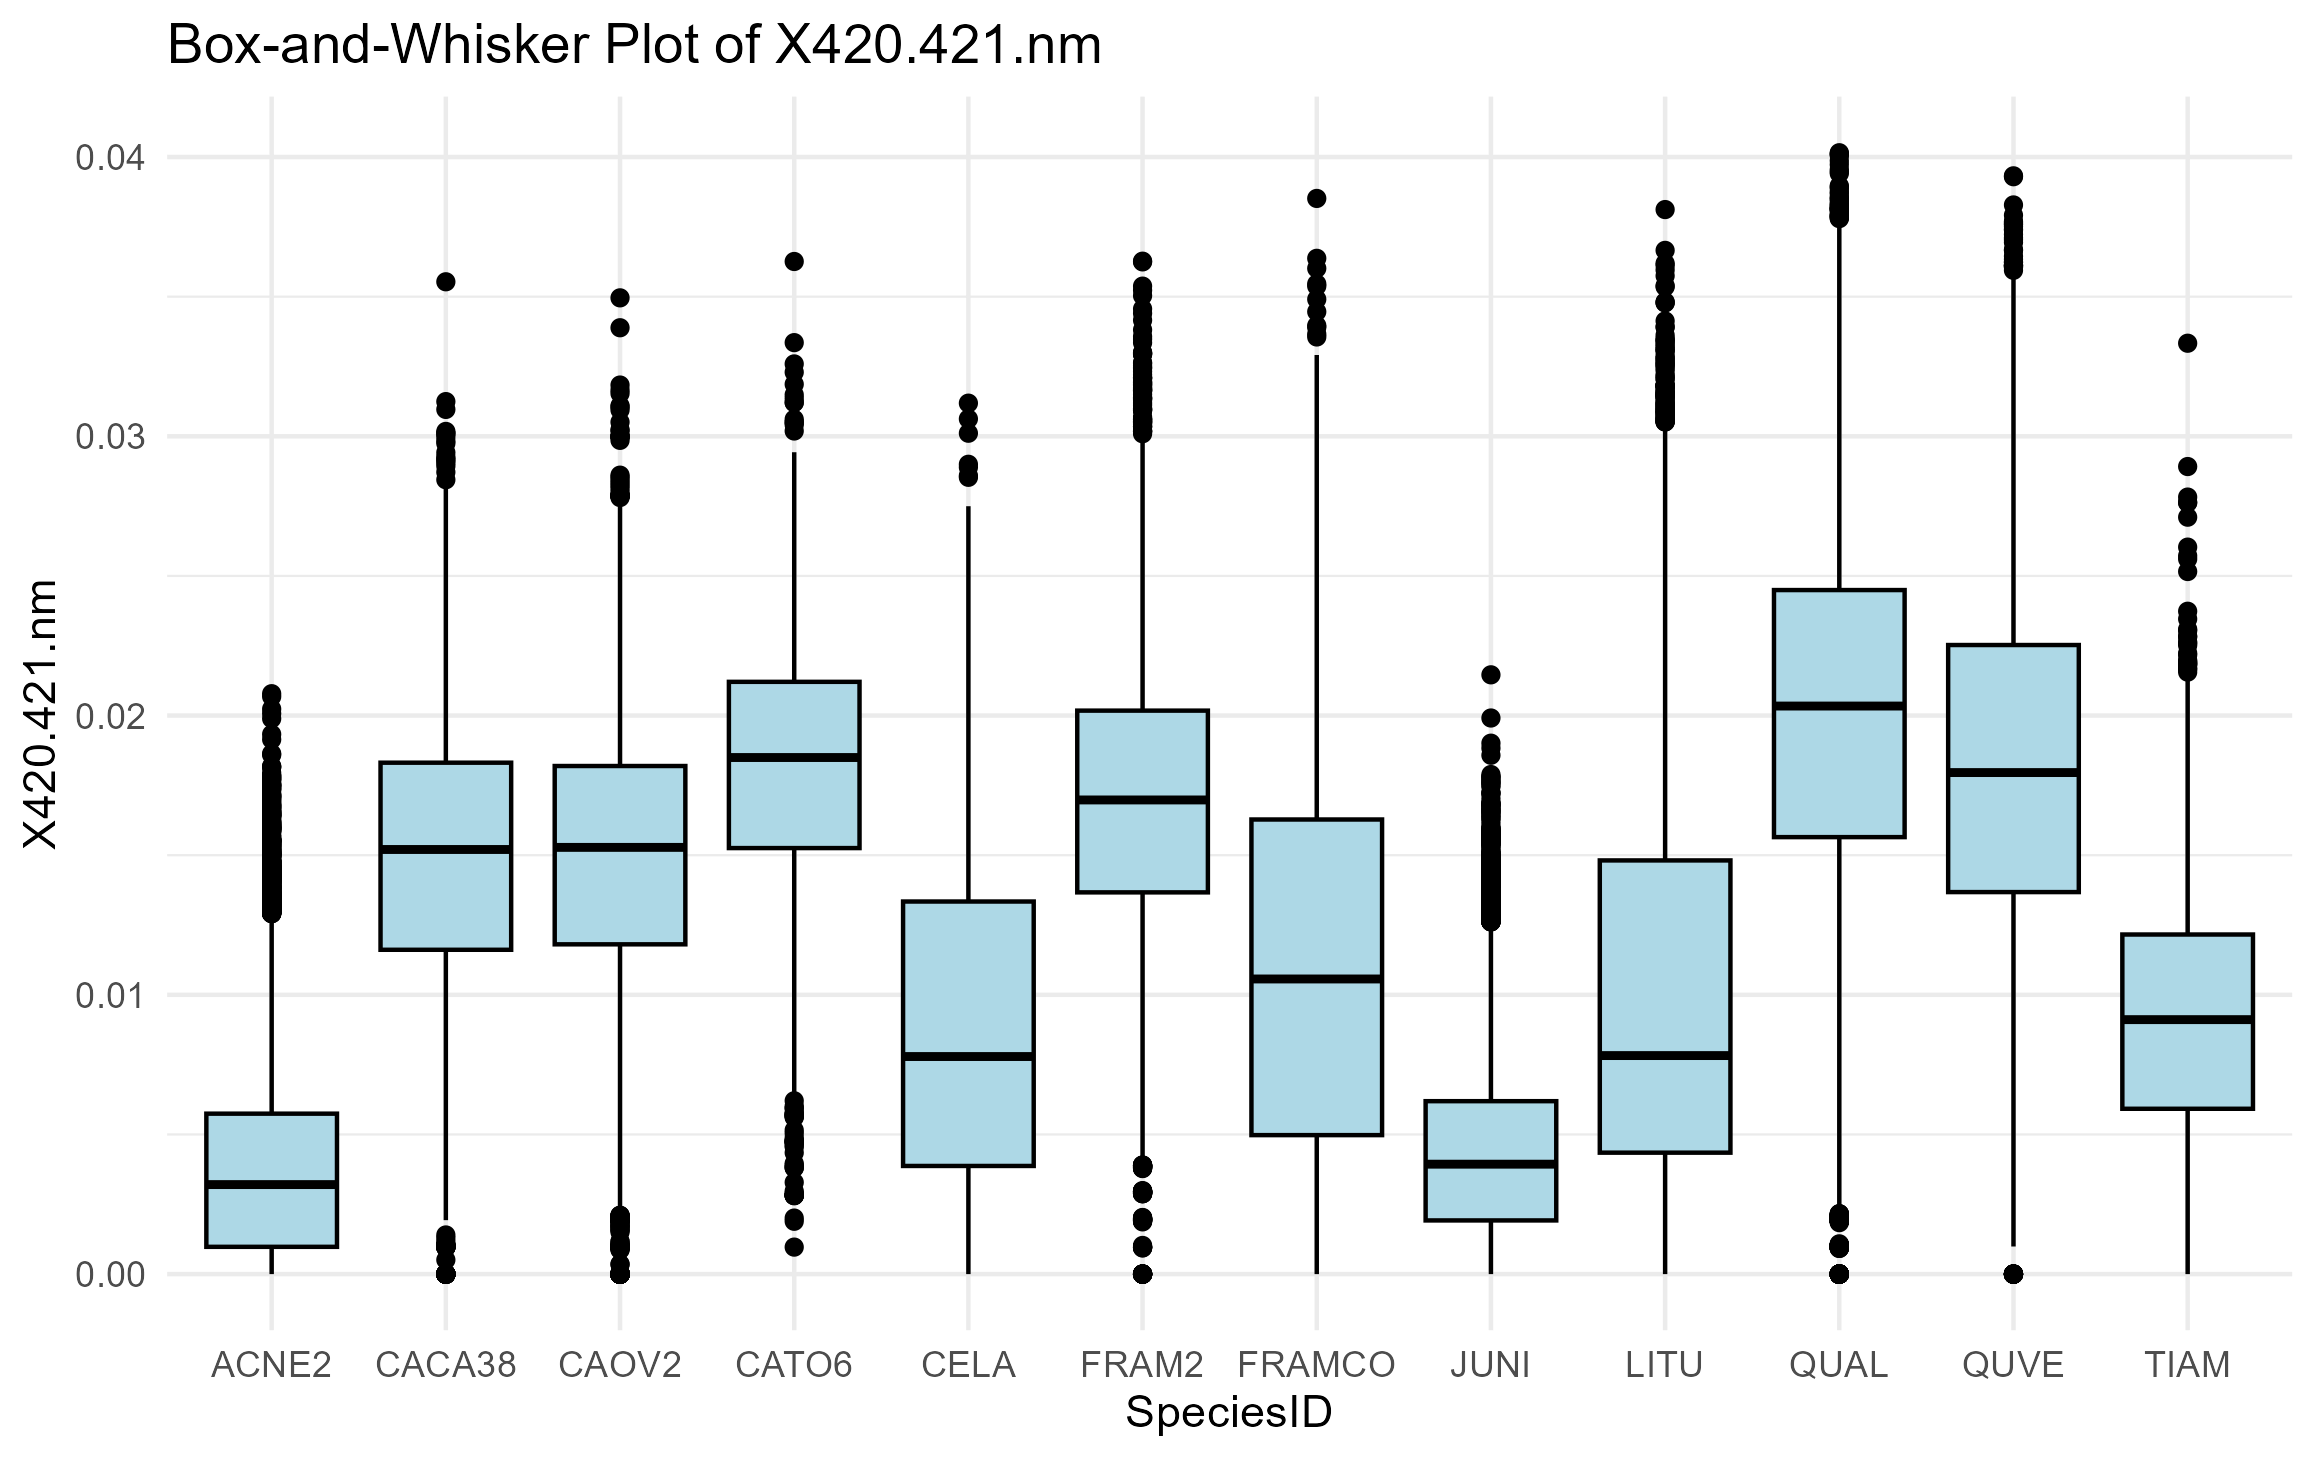 Box-and-Whisker Plot of X420.421.nm
X420.421.nm
0.04
0.03
0.02
0.01
0.00
ACNE2 CACA38 CAOV2 CATO6 CELA FRAM2 FRAMCO JUNI LITU QUAL QUVE TIAM
SpeciesID